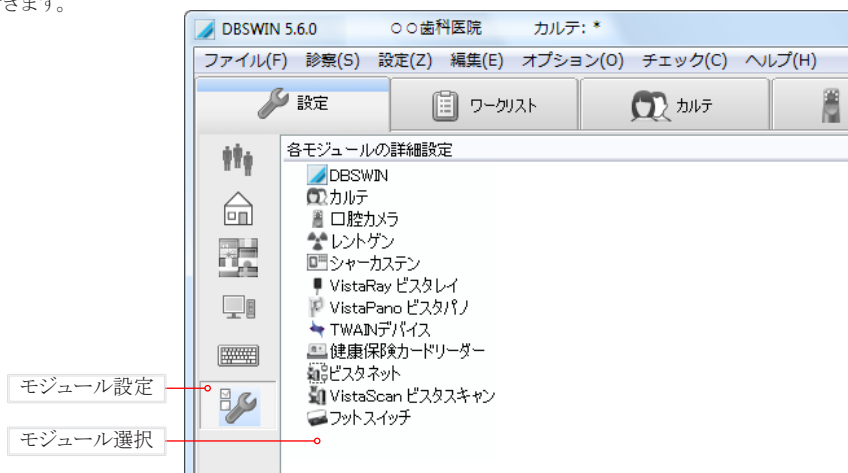 きます。
DBSWIN 5.6.0 ○○歯科医院 カルテ: *
ファイル(F) 診察(S) 設定(Z) 編集(E) オプション(O) チェック(C) ヘルプ(H)
設定 ワークリスト カルテ
各モジュールの詳細設定
DBSWIN
カルテ
口腔カメラ
レントゲン
シャーカステン
VistaRay ビスタレイ
VistaPano ビスタパノ
TWAINデバイス
健康保険カードリーダー
ビスタネット
VistaScan ビスタスキャン
フットスイッチ
モジュール設定
モジュール選択